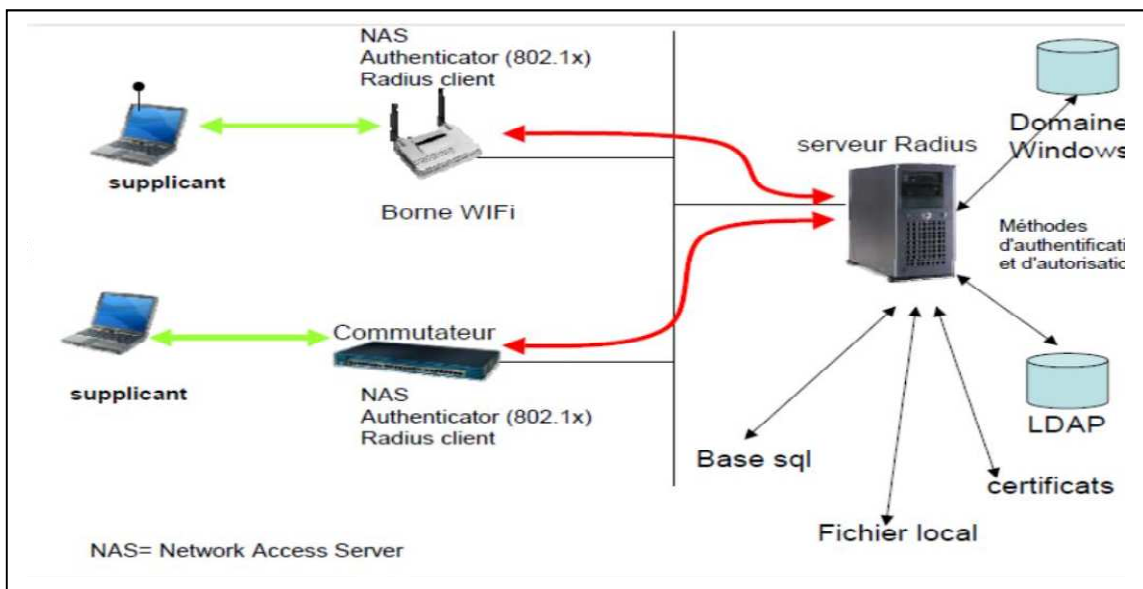 NAS
Authenticator (802.1x)
Radius client
supplicant
Borne WIFi
serveur Radius
Domaine
Windows
Méthodes
d'authentificati
et d'autorisatio
Commutateur
supplicant
NAS
Authenticator (802.1x)
Radius client
LDAP
Base sql
certificats
Fichier local
NAS= Network Access Server